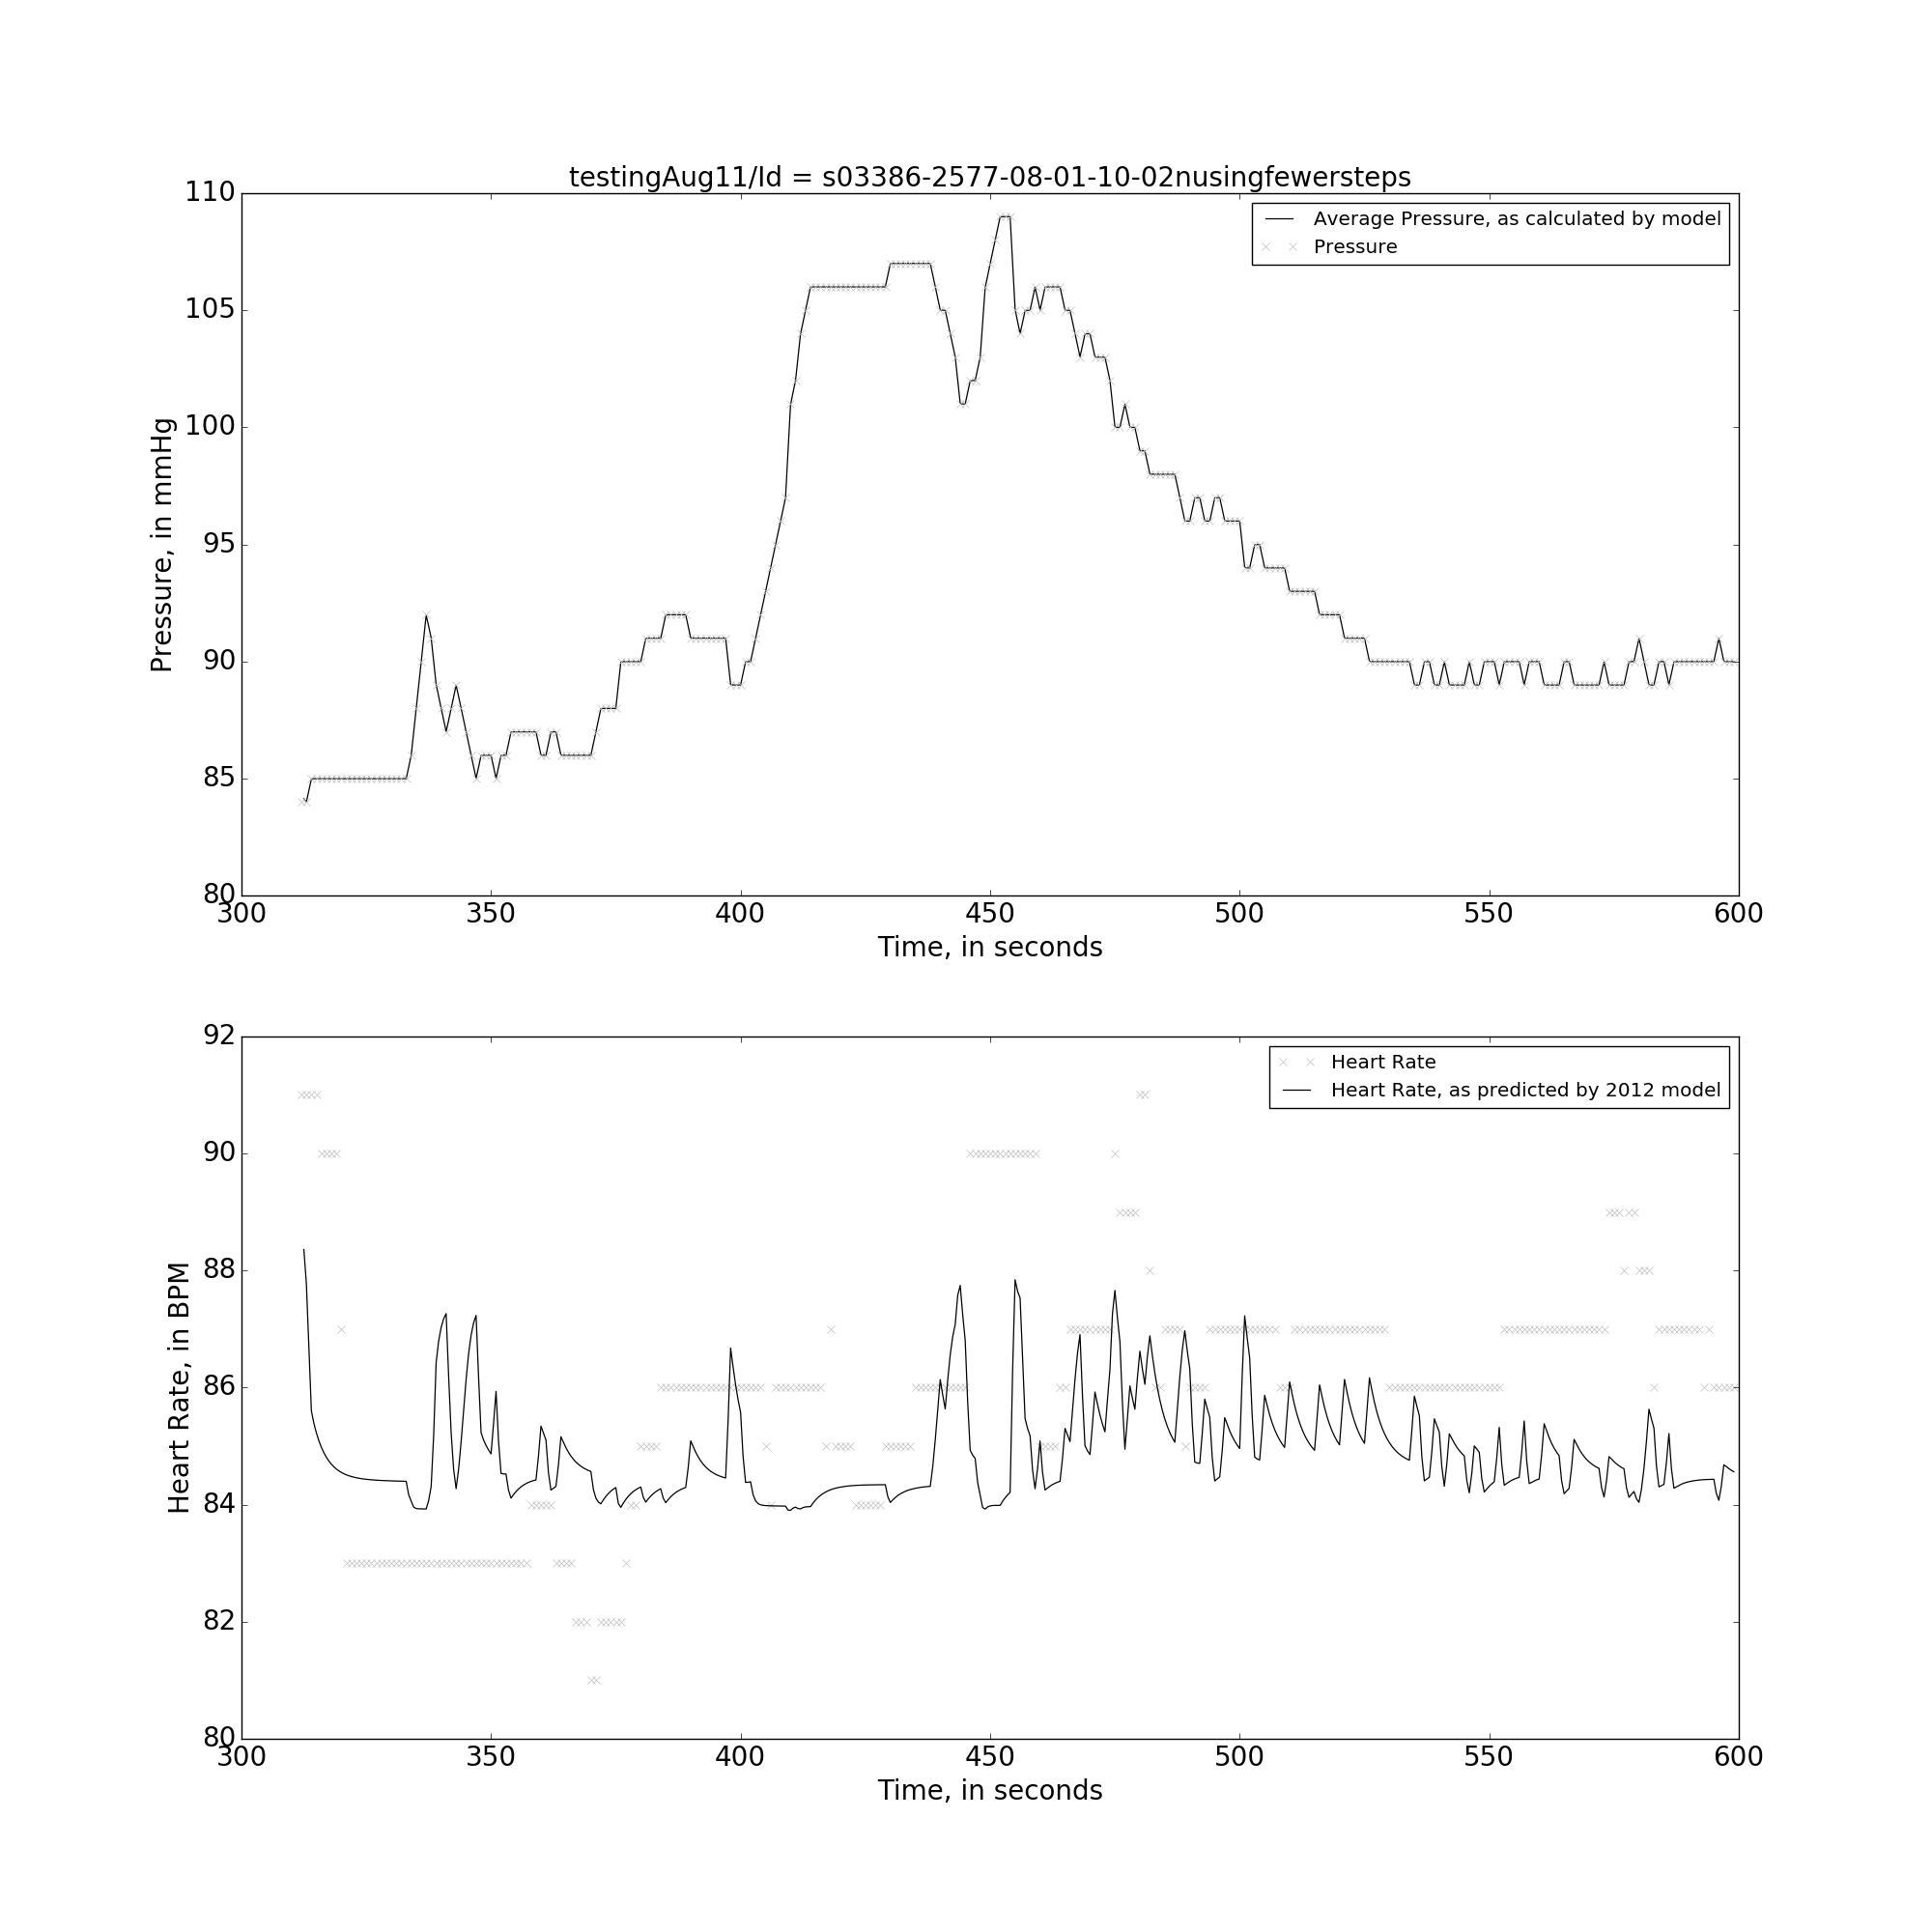 testingAug11/Id = s03386-2577-08-01-10-02nusingfewersteps
110
105
100
95
90
85
80
Pressure, in mmHg
Average Pressure, as calculated by model
Pressure
300 350 400 450 500 550 600
Time, in seconds
92
90
88
86
84
82
80
Heart Rate, in BPM
Heart Rate
Heart Rate, as predicted by 2012 model
300 350 400 450 500 550 600
Time, in seconds